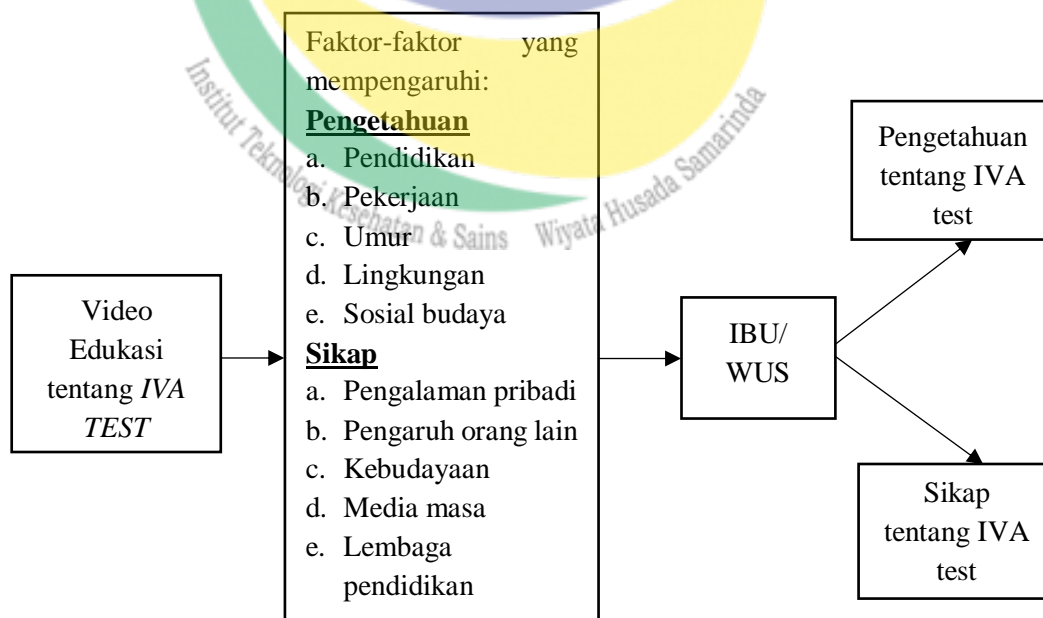 Faktor-faktor yang
mempengaruhi:
Pengetahuan
a. Pendidikan
b. Pekerjaan
c. Umur
d. Lingkungan
e. Sosial budaya
Sikap
a. Pengalaman pribadi
b. Pengaruh orang lain
c. Kebudayaan
d. Media masa
e. Lembaga
pendidikan
Video
Edukasi
tentang IVA
TEST
IBU/
WUS
Pengetahuan
tentang IVA
test
Sikap
tentang IVA
test
Institut Teknologi Kesehatan & Sains Wiyata Husada Samarinda